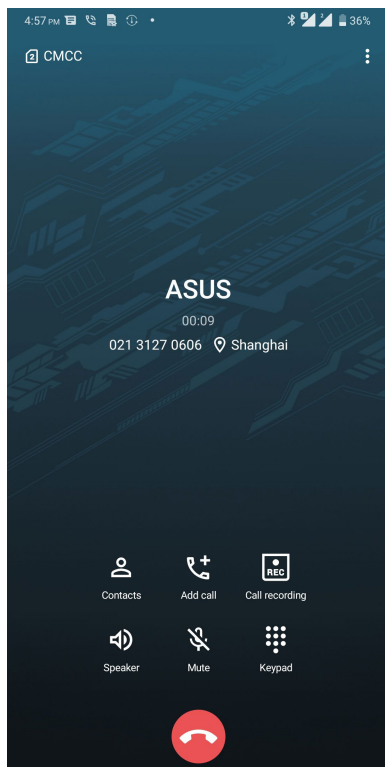 4:57 PM 36%
2 CMCC
ASUS
00:09
021 3127 0606 Shanghai
REC
Contacts Add call Call recording
Speaker Mute Keypad